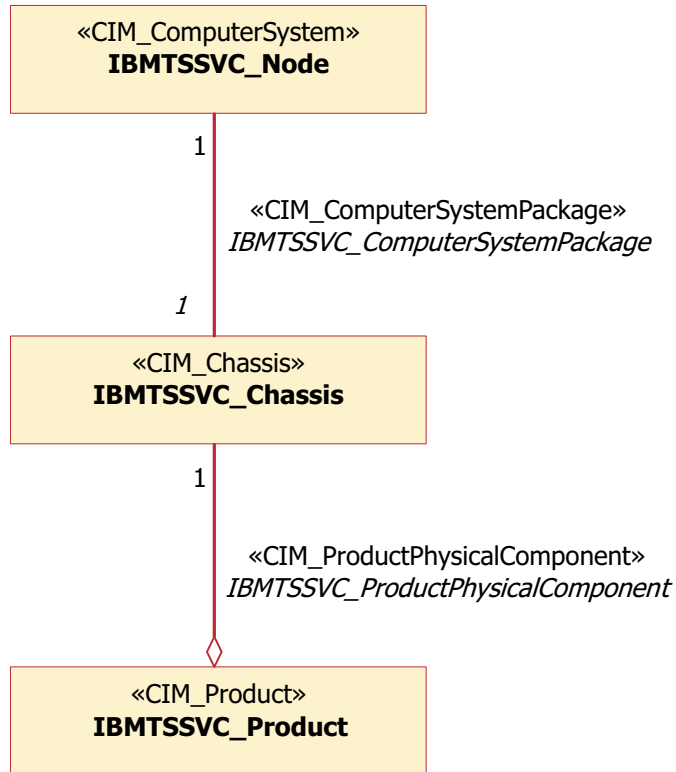 «CIM_ComputerSystem»
IBMTSSVC_Node
1
«CIM_ComputerSystemPackage»
IBMTSSVC_ComputerSystemPackage
1
«CIM_Chassis»
IBMTSSVC_Chassis
1
«CIM_ProductPhysicalComponent»
IBMTSSVC_ProductPhysicalComponent
«CIM_Product»
IBMTSSVC_Product